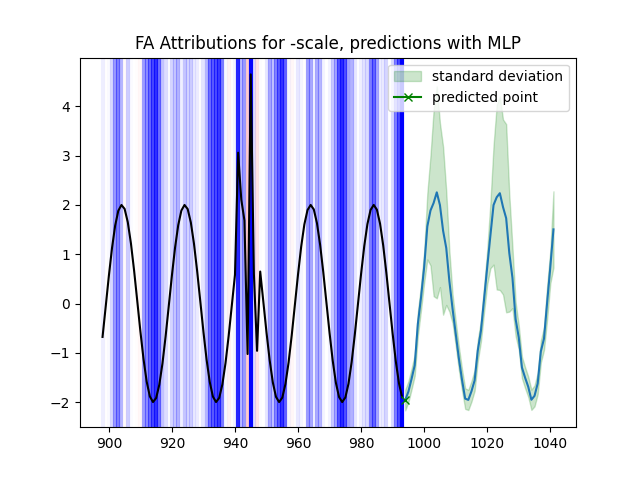 FA Attributions for -scale, predictions with MLP
standard deviation
predicted point
4
3
2
1
0
−1
−2
900 920 940 960 980 1000 1020 1040